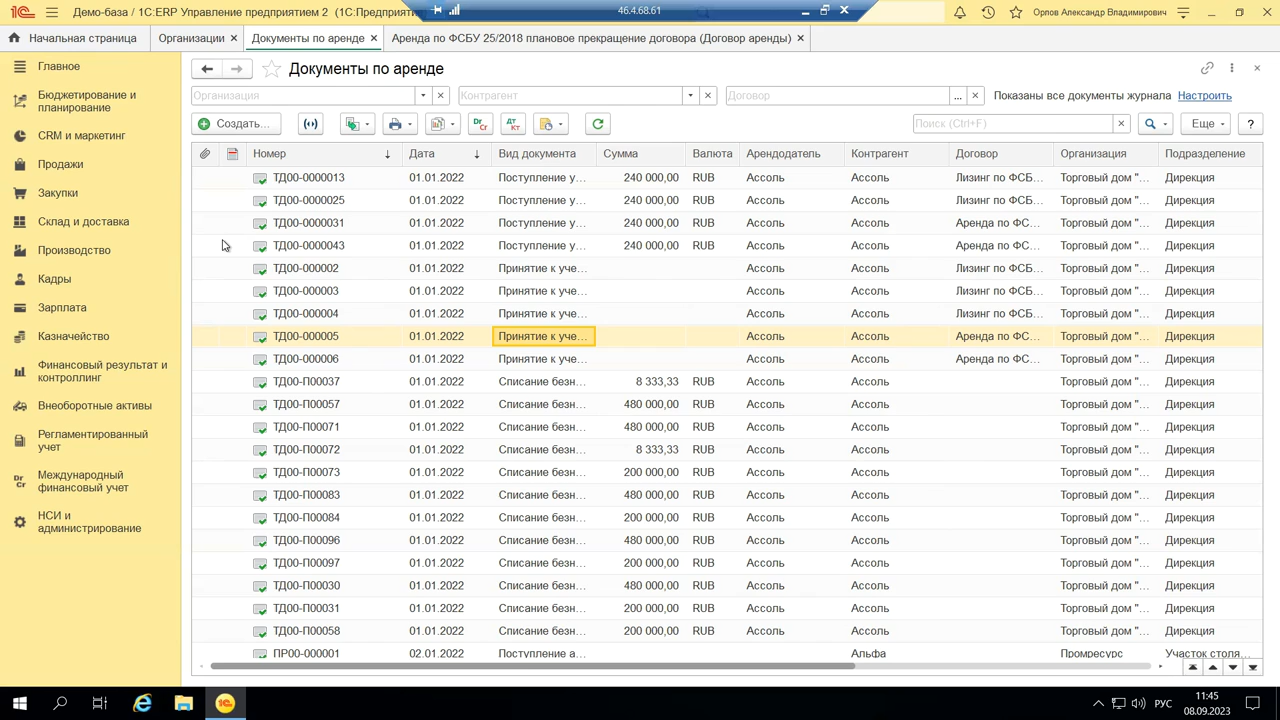 Демо-база / 1С:ERP Управление предприятием 2 (1С:Предприятие
46.4.68.61
Орлов Александр Владимирович
Начальная страница
Организации
Документы по аренде
Аренда по ФСБУ 25/2018 плановое прекращение договора (Договор аренды)
Главное
Бюджетирование и планирование
CRM и маркетинг
Продажи
Закупки
Склад и доставка
Производство
Кадры
Зарплата
Казначейство
Финансовый результат и контроллинг
Внеоборотные активы
Регламентированный учет
Международный финансовый учет
НСИ и администрирование
Документы по аренде
Организация
Контрагент
Договор
...
Показаны все документы журнала Настроить
Создать...
Поиск (Ctrl+F)
Еще
?
Номер Дата Вид документа Сумма Валюта Арендодатель Контрагент Договор Организация Подразделение
ТД00-0000013 01.01.2022 Поступление у... 240 000,00 RUB Ассоль Ассоль Лизинг по ФСБ... Торговый дом "... Дирекция
ТД00-0000025 01.01.2022 Поступление у... 240 000,00 RUB Ассоль Ассоль Лизинг по ФСБ... Торговый дом "... Дирекция
ТД00-0000031 01.01.2022 Поступление у... 240 000,00 RUB Ассоль Ассоль Аренда по ФС... Торговый дом "... Дирекция
ТД00-0000043 01.01.2022 Поступление у... 240 000,00 RUB Ассоль Ассоль Аренда по ФС... Торговый дом "... Дирекция
ТД00-000002 01.01.2022 Принятие к уче... Ассоль Ассоль Лизинг по ФСБ... Торговый дом "... Дирекция
ТД00-000003 01.01.2022 Принятие к уче... Ассоль Ассоль Лизинг по ФСБ... Торговый дом "... Дирекция
ТД00-000004 01.01.2022 Принятие к уче... Ассоль Ассоль Лизинг по ФСБ... Торговый дом "... Дирекция
ТД00-000005 01.01.2022 Принятие к уче... Ассоль Ассоль Аренда по ФС... Торговый дом "... Дирекция
ТД00-000006 01.01.2022 Принятие к уче... Ассоль Ассоль Аренда по ФС... Торговый дом "... Дирекция
ТД00-П00037 01.01.2022 Списание безн... 8 333,33 RUB Ассоль Ассоль Торговый дом "... Дирекция
ТД00-П00057 01.01.2022 Списание безн... 480 000,00 RUB Ассоль Ассоль Торговый дом "... Дирекция
ТД00-П00071 01.01.2022 Списание безн... 480 000,00 RUB Ассоль Ассоль Торговый дом "... Дирекция
ТД00-П00072 01.01.2022 Списание безн... 8 333,33 RUB Ассоль Ассоль Торговый дом "... Дирекция
ТД00-П00073 01.01.2022 Списание безн... 200 000,00 RUB Ассоль Ассоль Торговый дом "... Дирекция
ТД00-П00083 01.01.2022 Списание безн... 480 000,00 RUB Ассоль Ассоль Торговый дом "... Дирекция
ТД00-П00084 01.01.2022 Списание безн... 200 000,00 RUB Ассоль Ассоль Торговый дом "... Дирекция
ТД00-П00096 01.01.2022 Списание безн... 480 000,00 RUB Ассоль Ассоль Торговый дом "... Дирекция
ТД00-П00097 01.01.2022 Списание безн... 200 000,00 RUB Ассоль Ассоль Торговый дом "... Дирекция
ТД00-П00030 01.01.2022 Списание безн... 480 000,00 RUB Ассоль Ассоль Торговый дом "... Дирекция
ТД00-П00031 01.01.2022 Списание безн... 200 000,00 RUB Ассоль Ассоль Торговый дом "... Дирекция
ТД00-П00058 01.01.2022 Списание безн... 200 000,00 RUB Ассоль Ассоль Торговый дом "... Дирекция
ПР00-000001 02.01.2022 Поступление а... Альфа Промресурс Участок столя...
РУС
11:45
08.09.2023